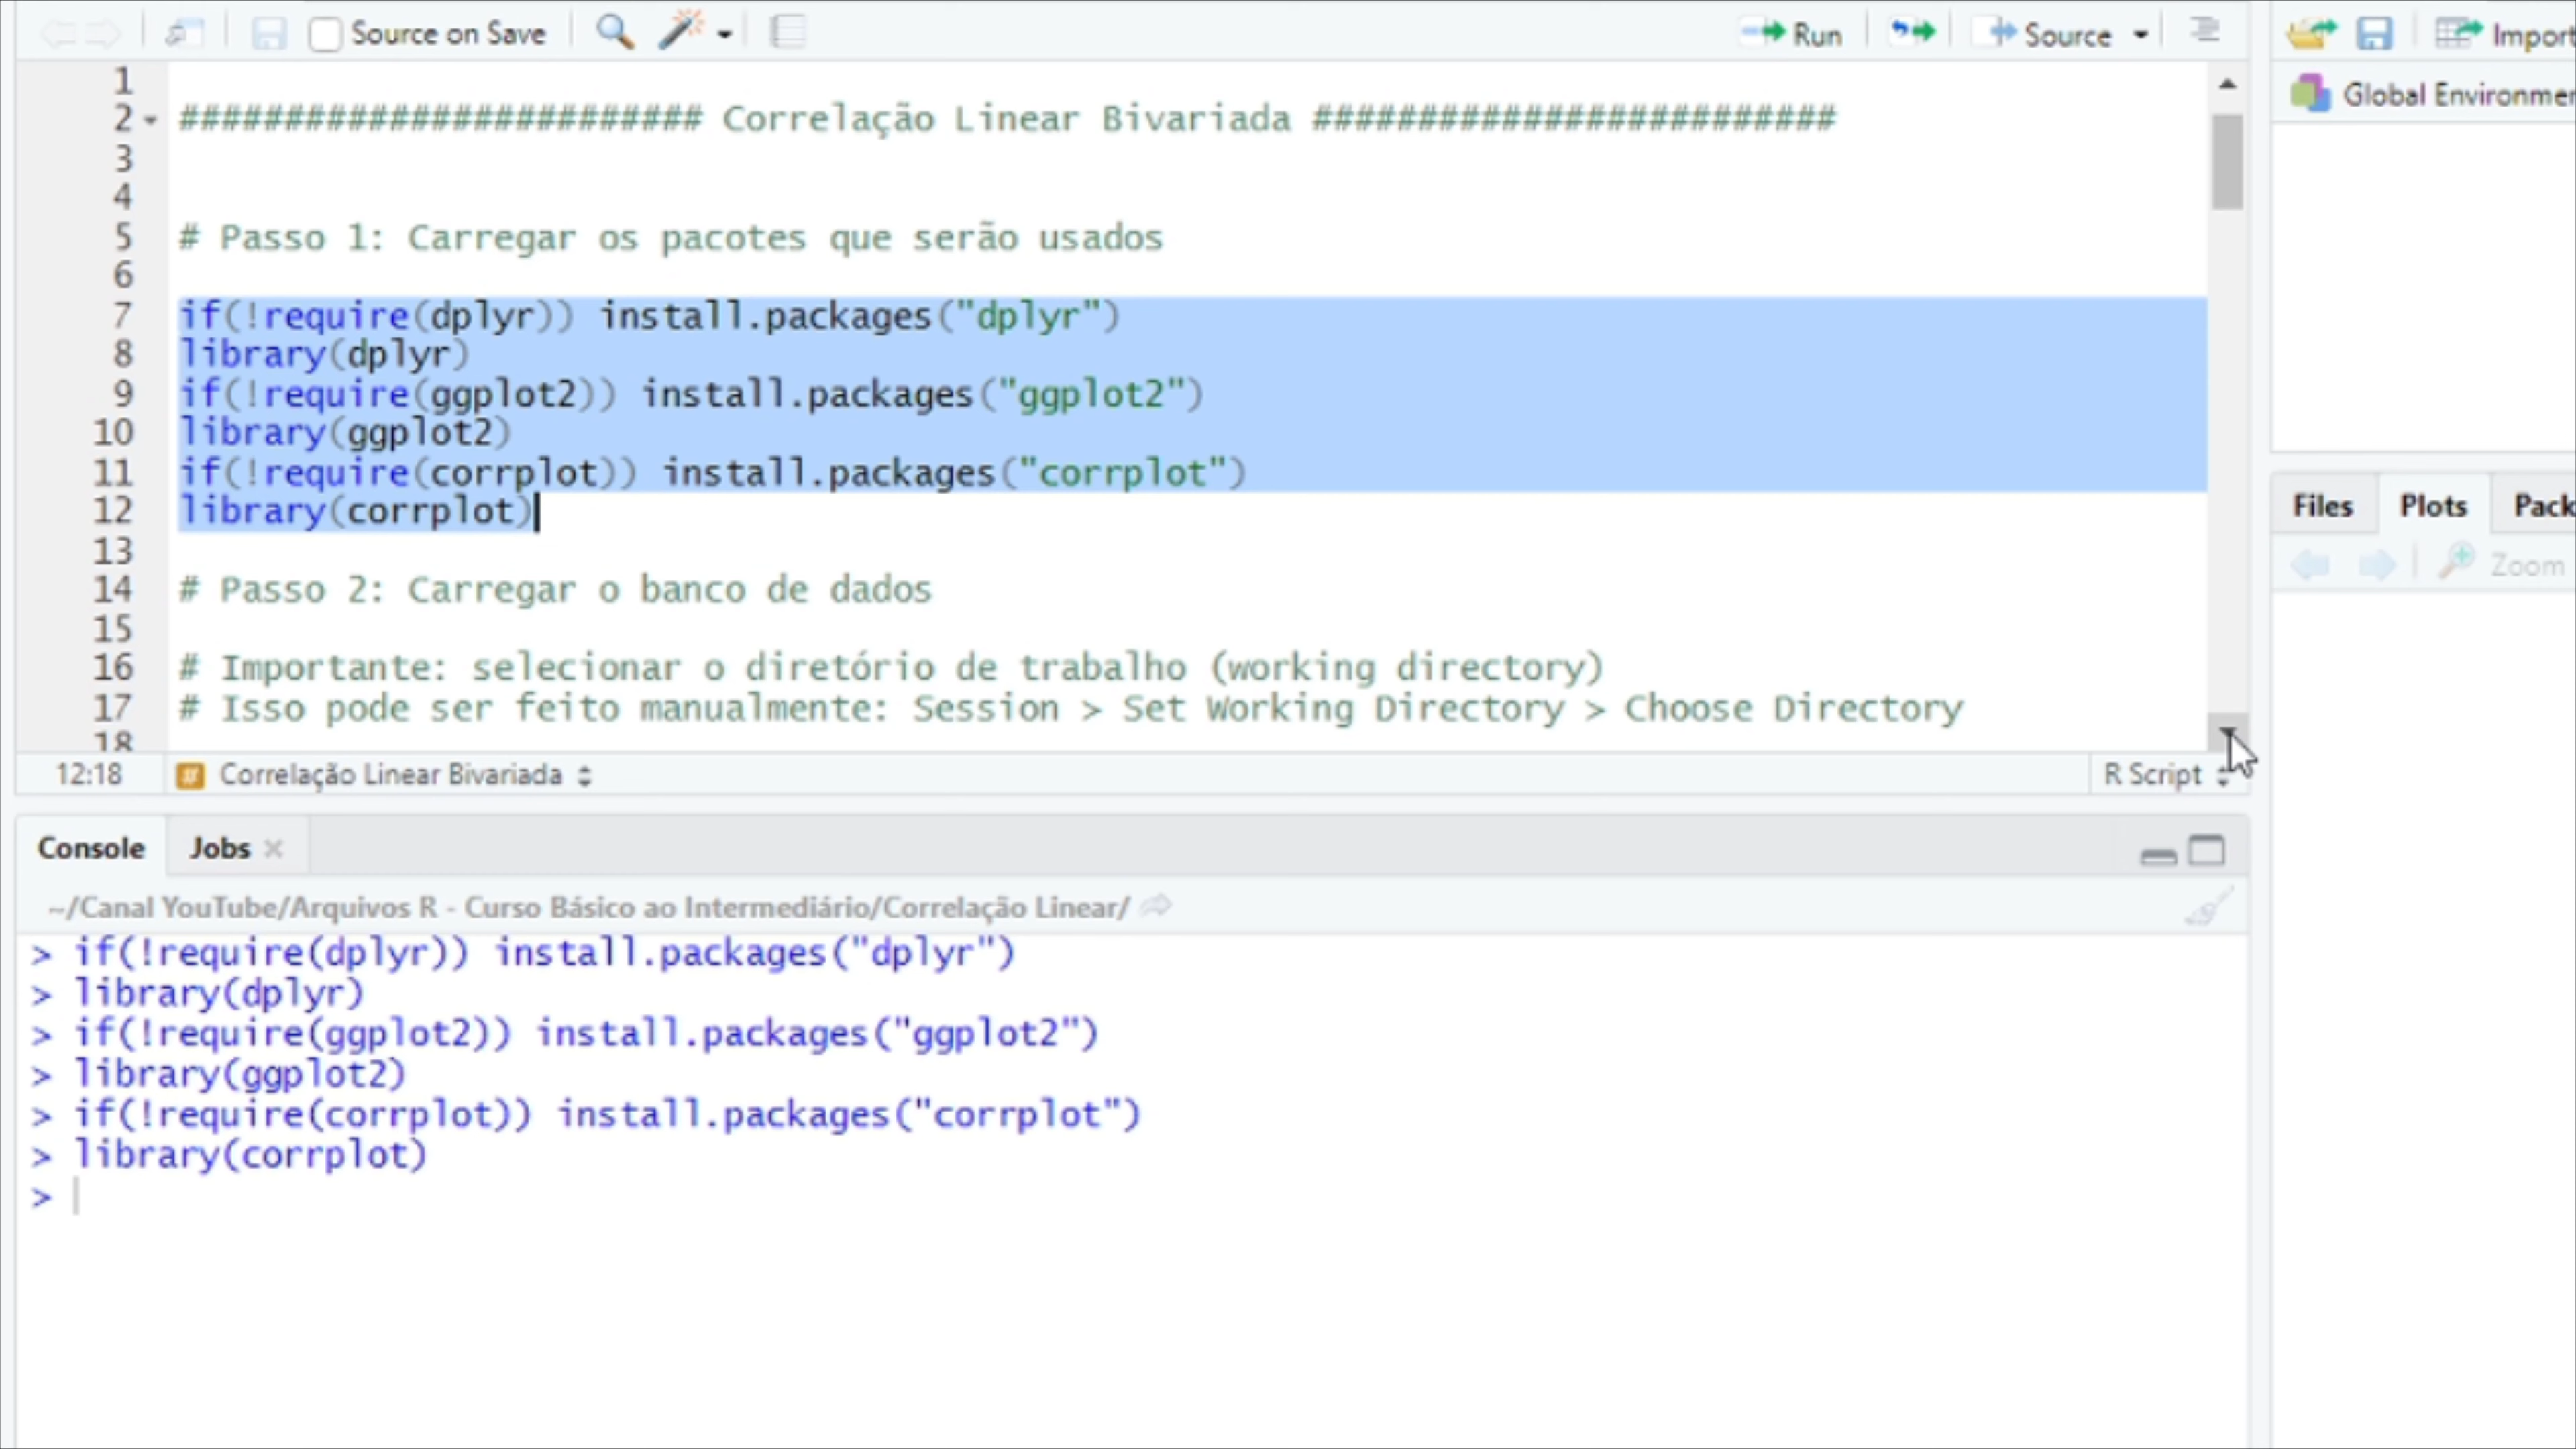 Source on Save
Run
Source
Import
1
2 ######################### Correlação Linear Bivariada #########################
3
4
5 # Passo 1: Carregar os pacotes que serão usados
6
7 if(!require(dplyr)) install.packages("dplyr")
8 library(dplyr)
9 if(!require(ggplot2)) install.packages("ggplot2")
10 library(ggplot2)
11 if(!require(corrplot)) install.packages("corrplot")
12 library(corrplot)
13
14 # Passo 2: Carregar o banco de dados
15
16 # Importante: selecionar o diretório de trabalho (working directory)
17 # Isso pode ser feito manualmente: Session > Set Working Directory > Choose Directory
18
12:18 Correlação Linear Bivariada
R Script
Console Jobs
~/Canal YouTube/Arquivos R - Curso Básico ao Intermediário/Correlação Linear/
> if(!require(dplyr)) install.packages("dplyr")
> library(dplyr)
> if(!require(ggplot2)) install.packages("ggplot2")
> library(ggplot2)
> if(!require(corrplot)) install.packages("corrplot")
> library(corrplot)
>
Global
Files Plots
Zoom